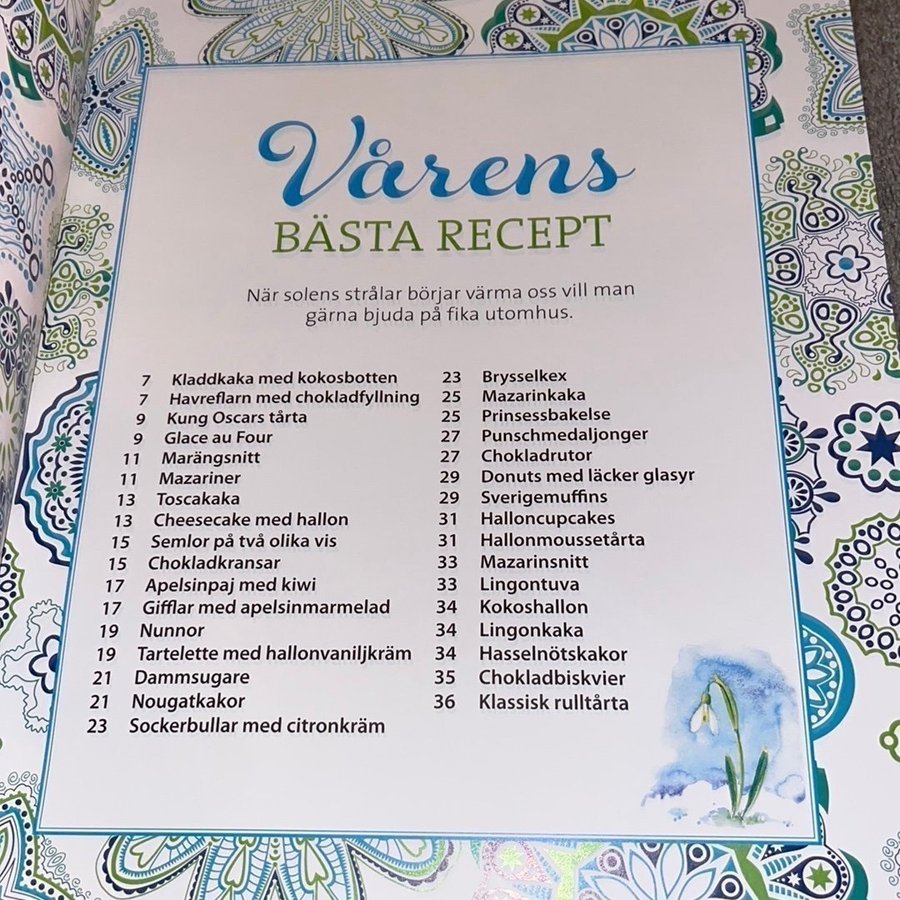 Vårens
BÄSTA RECEPT
När solens strålar börjar värma oss vill man
gärna bjuda på fika utomhus.
7 Kladdkaka med kokosbotten
7 Havreflarn med chokladfyllning
9 Kung Oscars tårta
9 Glace au Four
11 Marängsnitt
11 Mazariner
13 Toscakaka
13 Cheesecake med hallon
15 Semlor på två olika vis
15 Chokladkransar
17 Apelsinpaj med kiwi
17 Gifflar med apelsinmarmelad
19 Nunnor
19 Tartelette med hallonvaniljkräm
21 Dammsugare
21 Nougatkakor
23 Sockerbullar med citronkräm
23 Brysselkex
25 Mazarinkaka
25 Prinsessbakelse
27 Punschmedaljonger
27 Chokladrutor
29 Donuts med läcker glasyr
29 Sverigemuffins
31 Halloncupcakes
31 Hallonmoussetårta
33 Mazarinsnitt
33 Lingontuva
34 Kokoshallon
34 Lingonkaka
34 Hasselnötskakor
35 Chokladbiskvier
36 Klassisk rulltårta